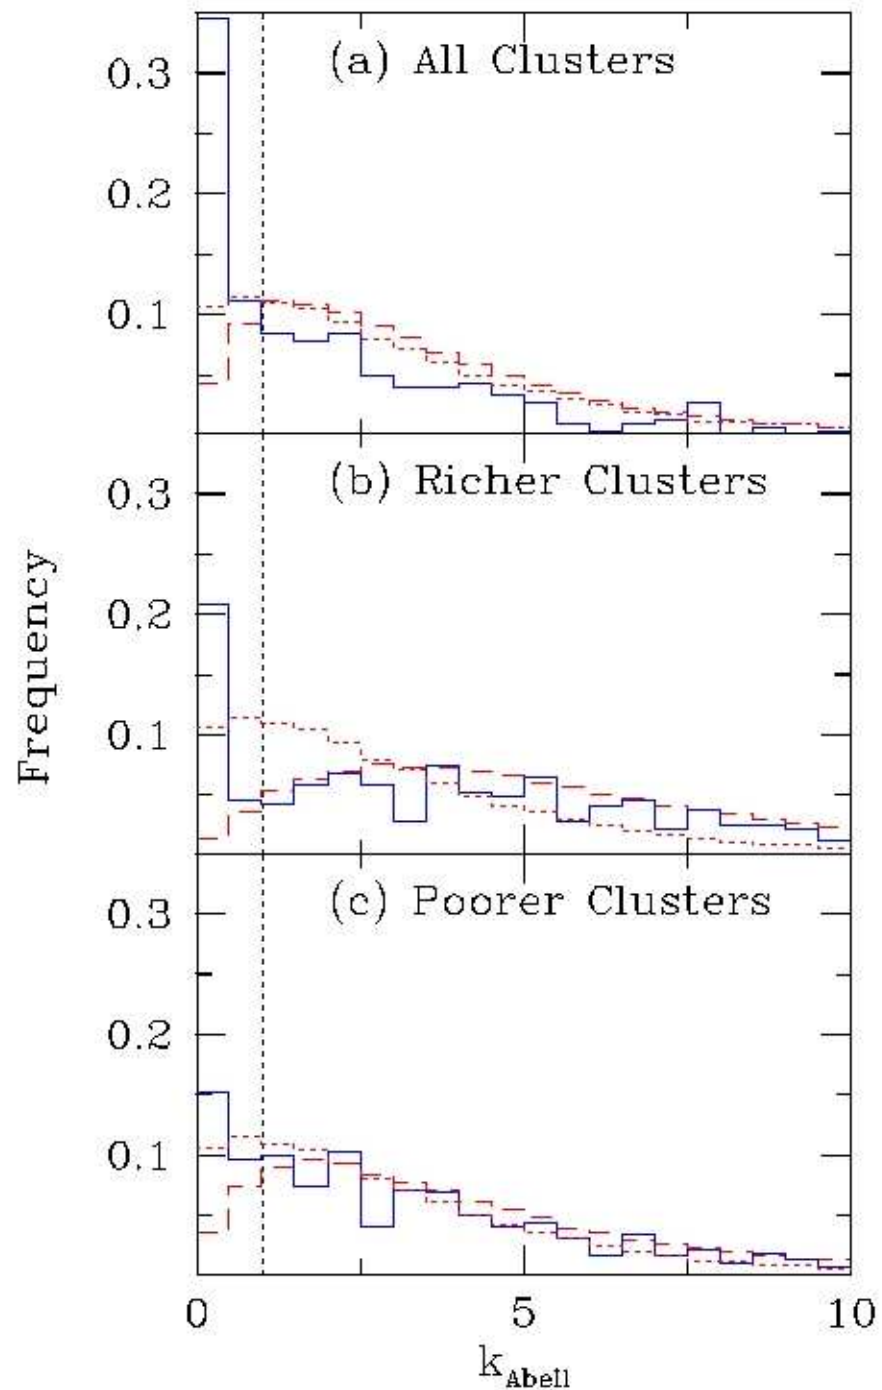 (a) All Clusters
0.3
0.2
0.1
(b) Richer Clusters
0.3
0.2
0.1
Frequency
(c) Poorer Clusters
0.3
0.2
0.1
0 5 10
k_Abell